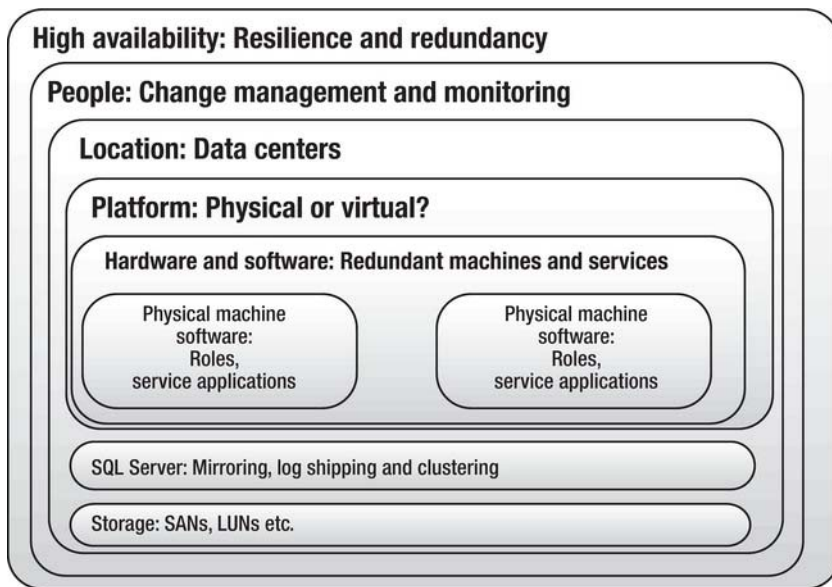 High availability: Resilience and redundancy
People: Change management and monitoring
Location: Data centers
Platform: Physical or virtual?
Hardware and software: Redundant machines and services
Physical machine
software:
Roles,
service applications
Physical machine
software:
Roles,
service applications
SQL Server: Mirroring, log shipping and clustering
Storage: SANs, LUNs etc.